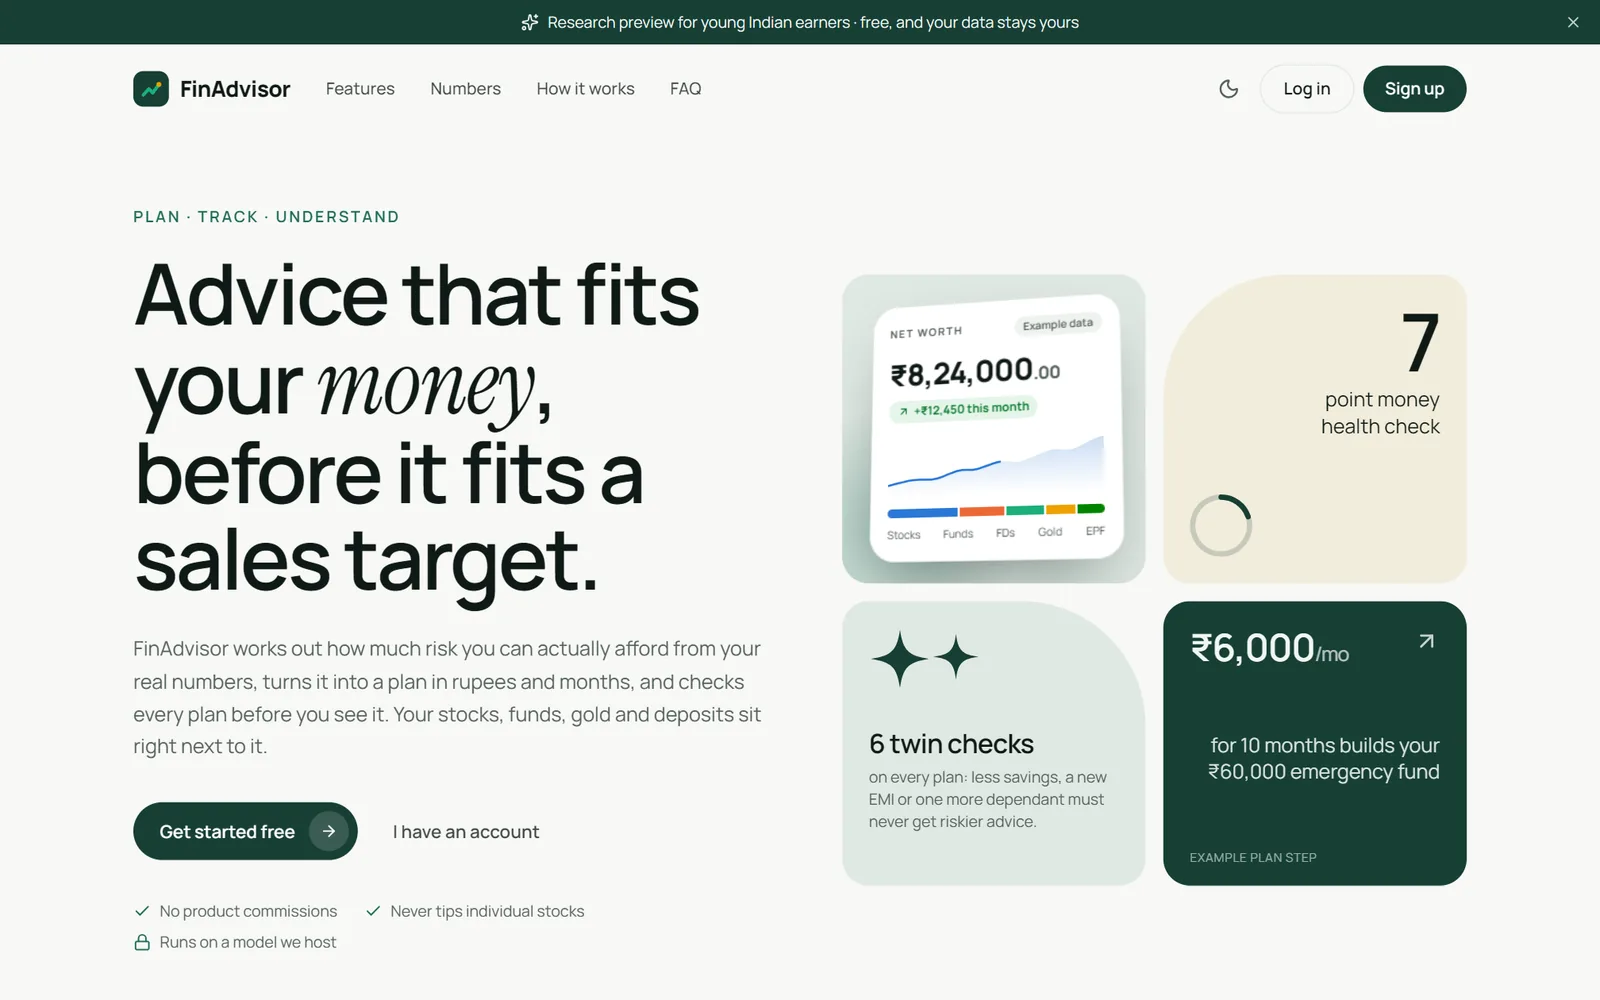 Research preview for young Indian earners · free, and your data stays yours
FinAdvisor
Features
Numbers
How it works
FAQ
Log in
Sign up
PLAN · TRACK · UNDERSTAND
Advice that fits
your money,
before it fits a
sales target.
FinAdvisor works out how much risk you can actually afford from your
real numbers, turns it into a plan in rupees and months, and checks
every plan before you see it. Your stocks, funds, gold and deposits sit
right next to it.
Get started free
I have an account
No product commissions
Never tips individual stocks
Runs on a model we host
NET WORTH
Example data
₹8,24,000.00
+₹12,450 this month
Stocks
Funds
FDs
Gold
EPF
7
point money
health check
6 twin checks
on every plan: less savings, a new
EMI or one more dependant must
never get riskier advice.
₹6,000/mo
for 10 months builds your
₹60,000 emergency fund
EXAMPLE PLAN STEP